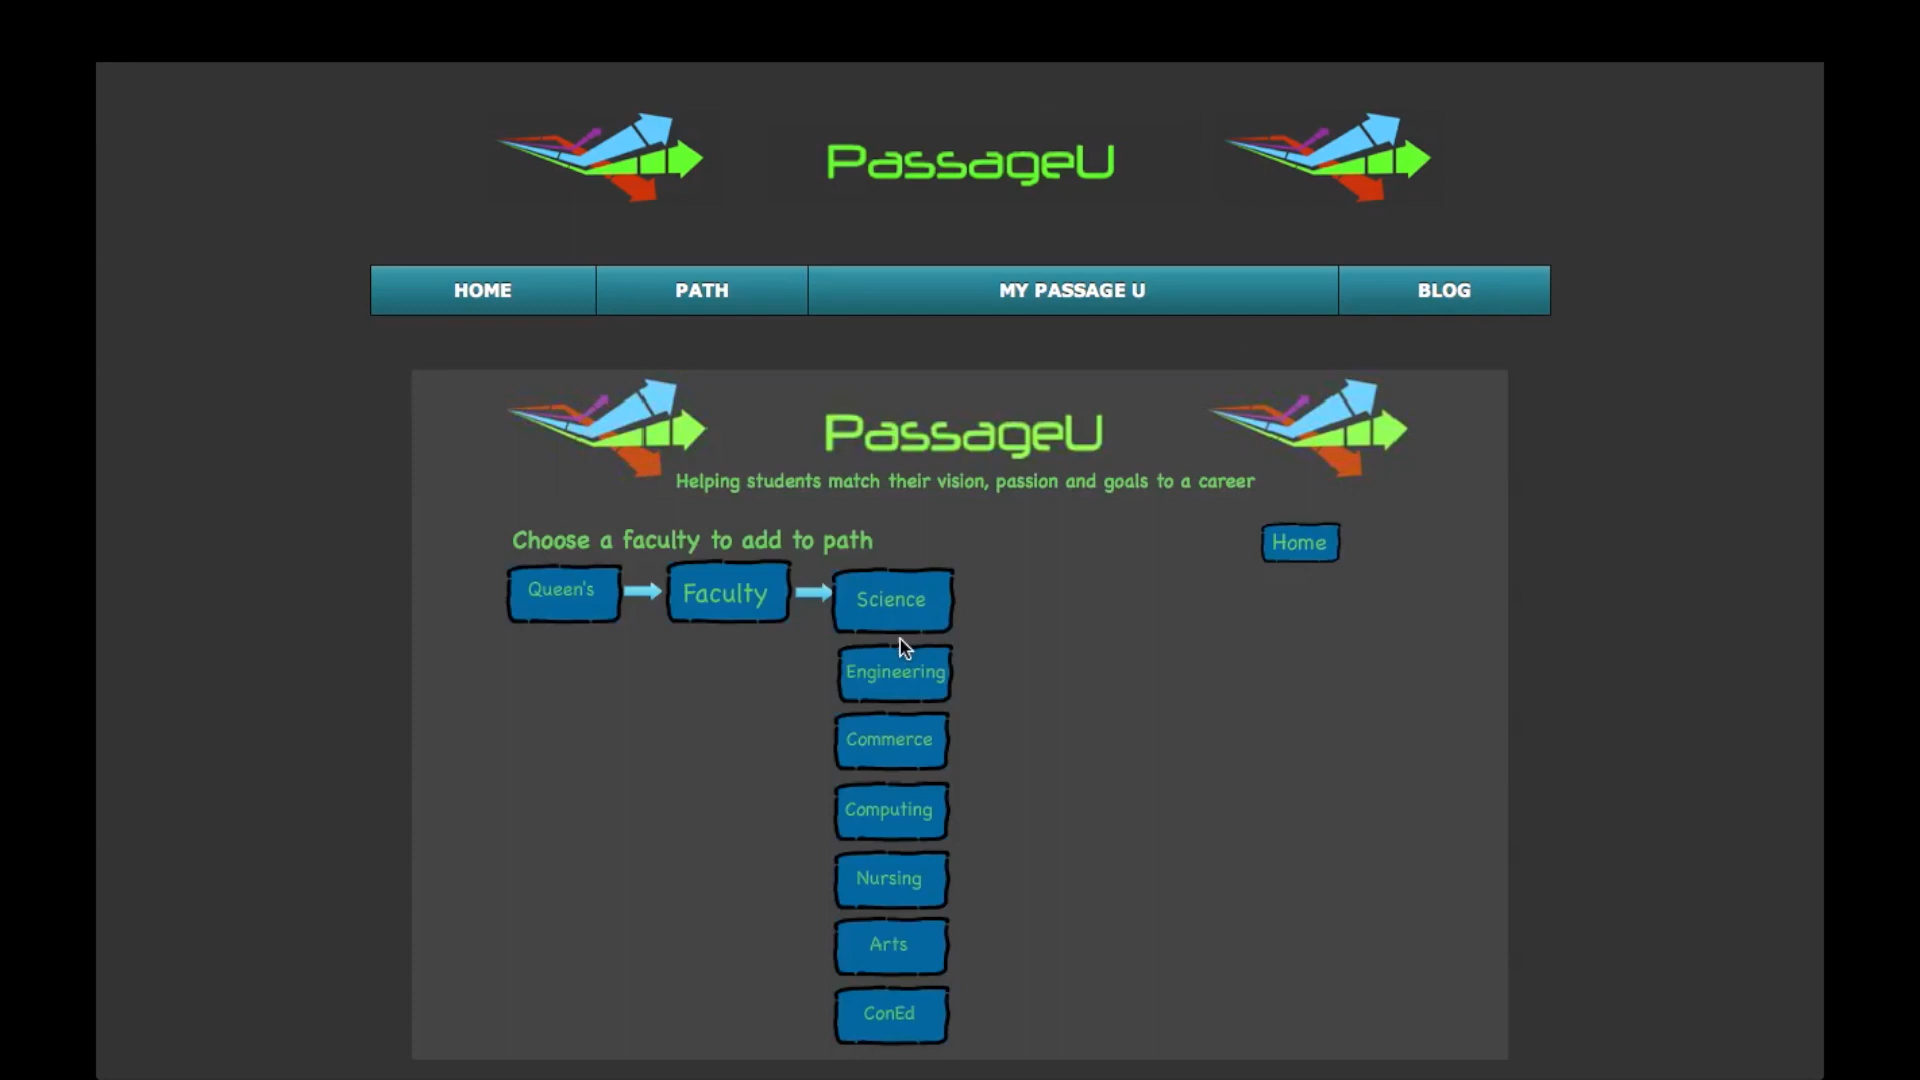 PassageU
HOME PATH MY PASSAGE U BLOG
PassageU
Helping students match their vision, passion and goals to a career
Choose a faculty to add to path
Home
Queen's Faculty Science
Engineering
Commerce
Computing
Nursing
Arts
ConEd